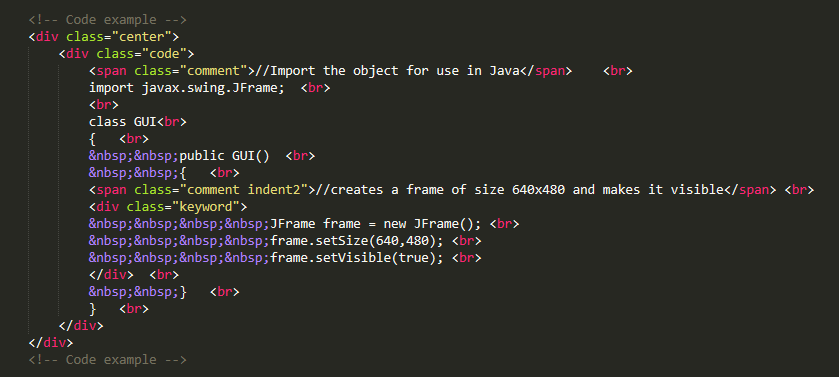 <!-- Code example -->
<div class="center">
<div class="code">
<span class="comment">//Import the object for use in Java</span>    <br>
import javax.swing.JFrame;  <br>
<br>
class GUI<br>
{   <br>
&nbsp;&nbsp;public GUI()  <br>
&nbsp;&nbsp;{   <br>
<span class="comment indent2">//creates a frame of size 640x480 and makes it visible</span> <br>
<div class="keyword">
&nbsp;&nbsp;&nbsp;&nbsp;JFrame frame = new JFrame(); <br>
&nbsp;&nbsp;&nbsp;&nbsp;frame.setSize(640,480); <br>
&nbsp;&nbsp;&nbsp;&nbsp;frame.setVisible(true); <br>
</div>  <br>
&nbsp;&nbsp;}   <br>
}   <br>
</div>
</div>
<!-- Code example -->